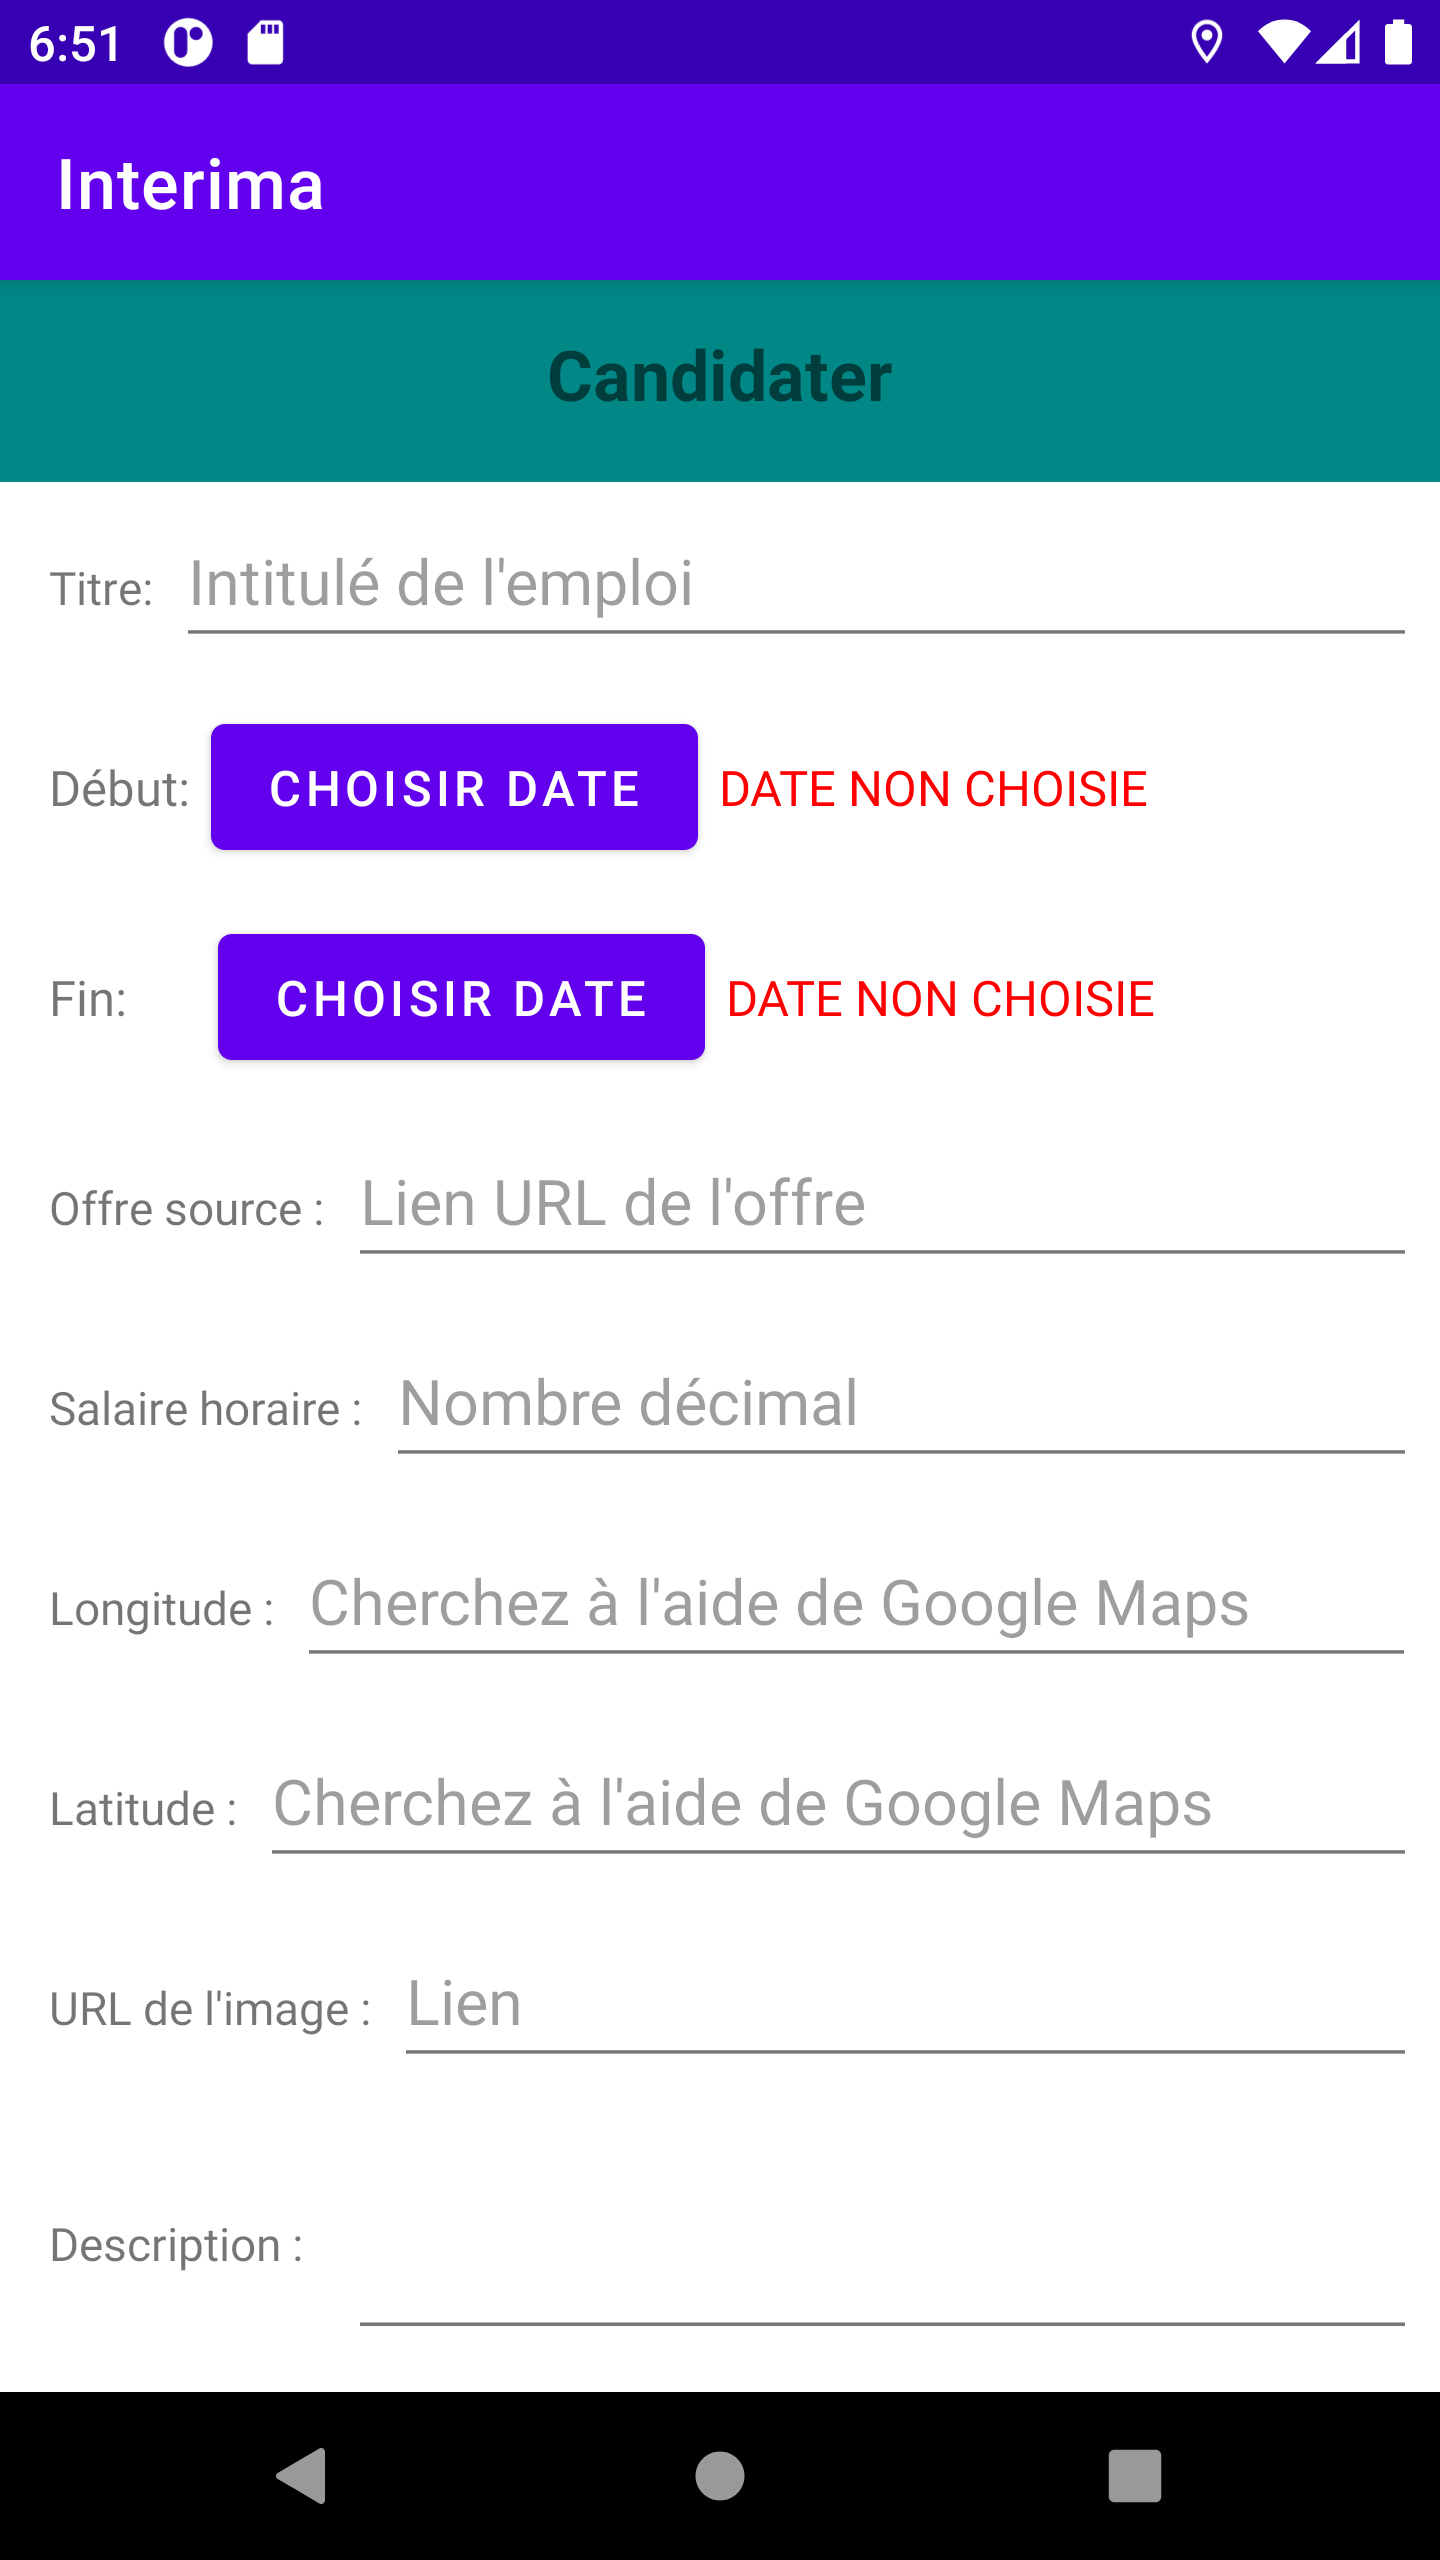 6:51
Interima
Candidater
Titre: Intitulé de l'emploi
Début: CHOISIR DATE DATE NON CHOISIE
Fin: CHOISIR DATE DATE NON CHOISIE
Offre source : Lien URL de l'offre
Salaire horaire : Nombre décimal
Longitude : Cherchez à l'aide de Google Maps
Latitude : Cherchez à l'aide de Google Maps
URL de l'image : Lien
Description :